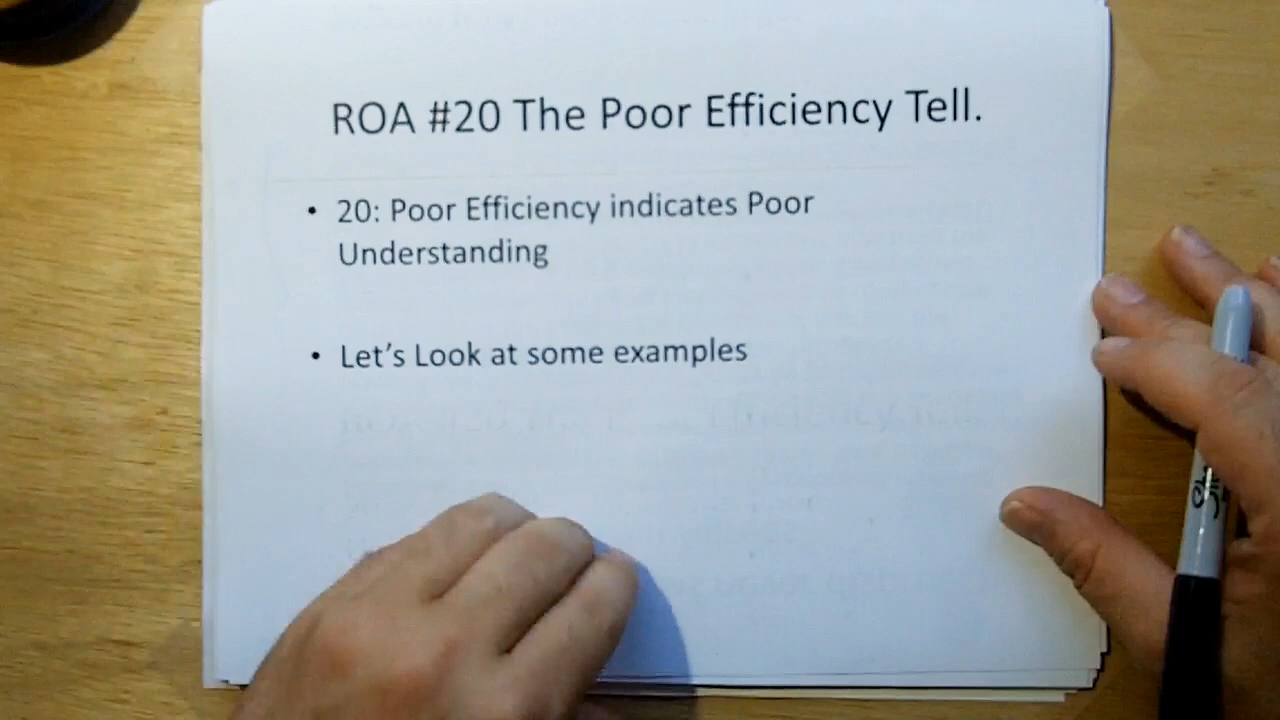 ROA #20 The Poor Efficiency Tell.
• 20: Poor Efficiency indicates Poor
Understanding
• Let's Look at some examples